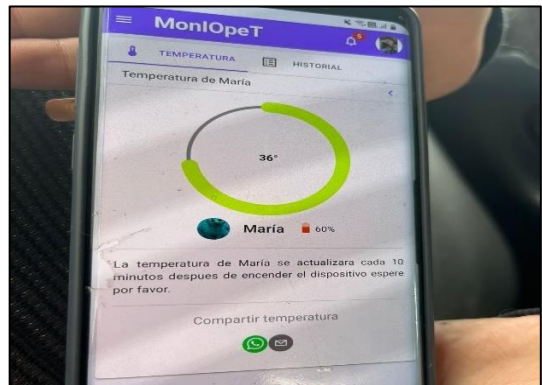 MonIOpeT
TEMPERATURA
HISTORIAL
Temperatura de María
36°
María
60%
La temperatura de María se actualizara cada 10
minutos despues de encender el dispositivo espere
por favor.
Compartir temperatura